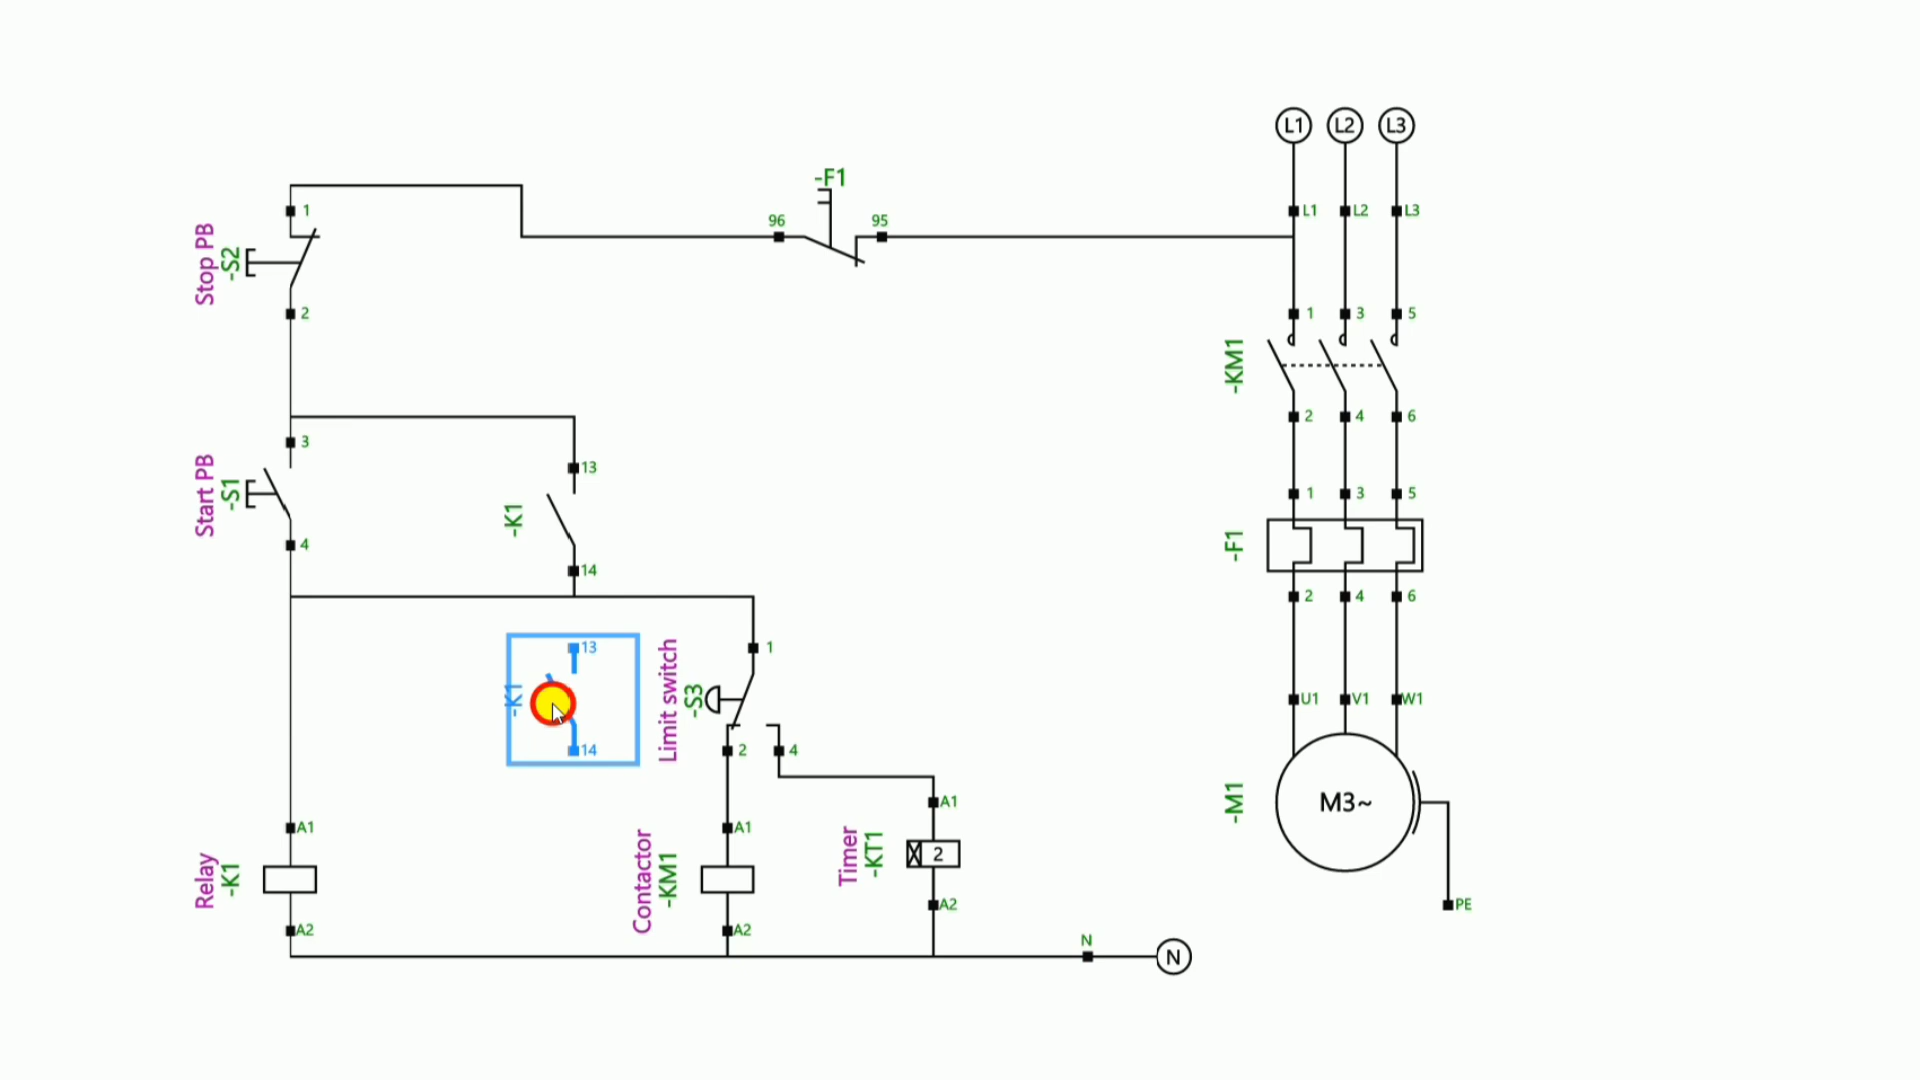 L1 L2 L3
L1 L2 L3
-F1
96 95
1
Stop PB
-S2
2
1 3 5
-KM1
2 4 6
3
Start PB
-S1
4
13
-K1
14
1 3 5
-F1
2 4 6
13
-K1
14
Limit switch
-S3
1
2 4
U1 V1 W1
M3~
-M1
PE
A1
Relay
-K1
A2
A1
Contactor
-KM1
A2
A1
Timer
-KT1
2
A2
N
N